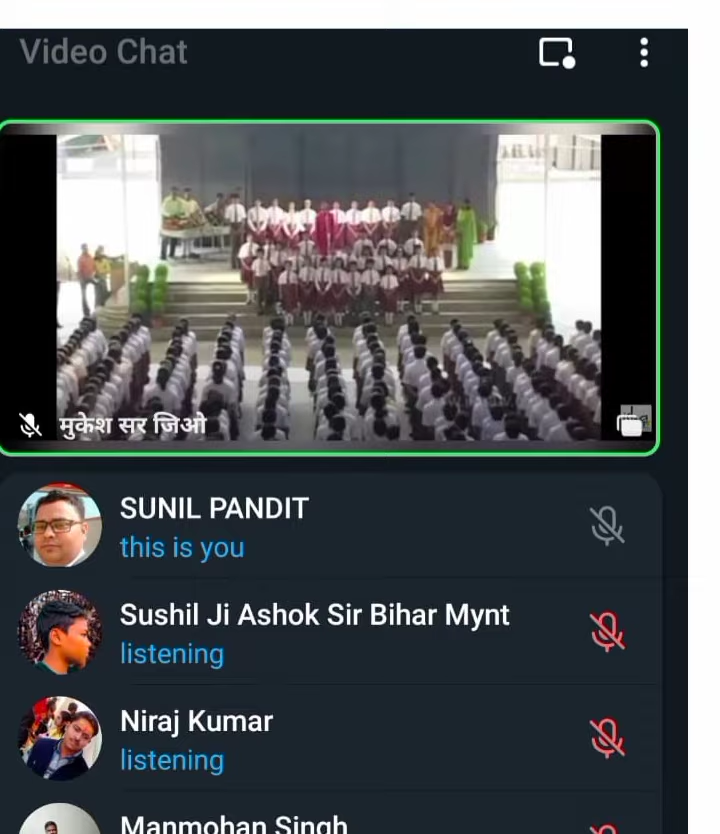 Video Chat
मुकेश सर जिओ
SUNIL PANDIT
this is you
Sushil Ji Ashok Sir Bihar Mynt
listening
Niraj Kumar
listening
Manmohan Singh